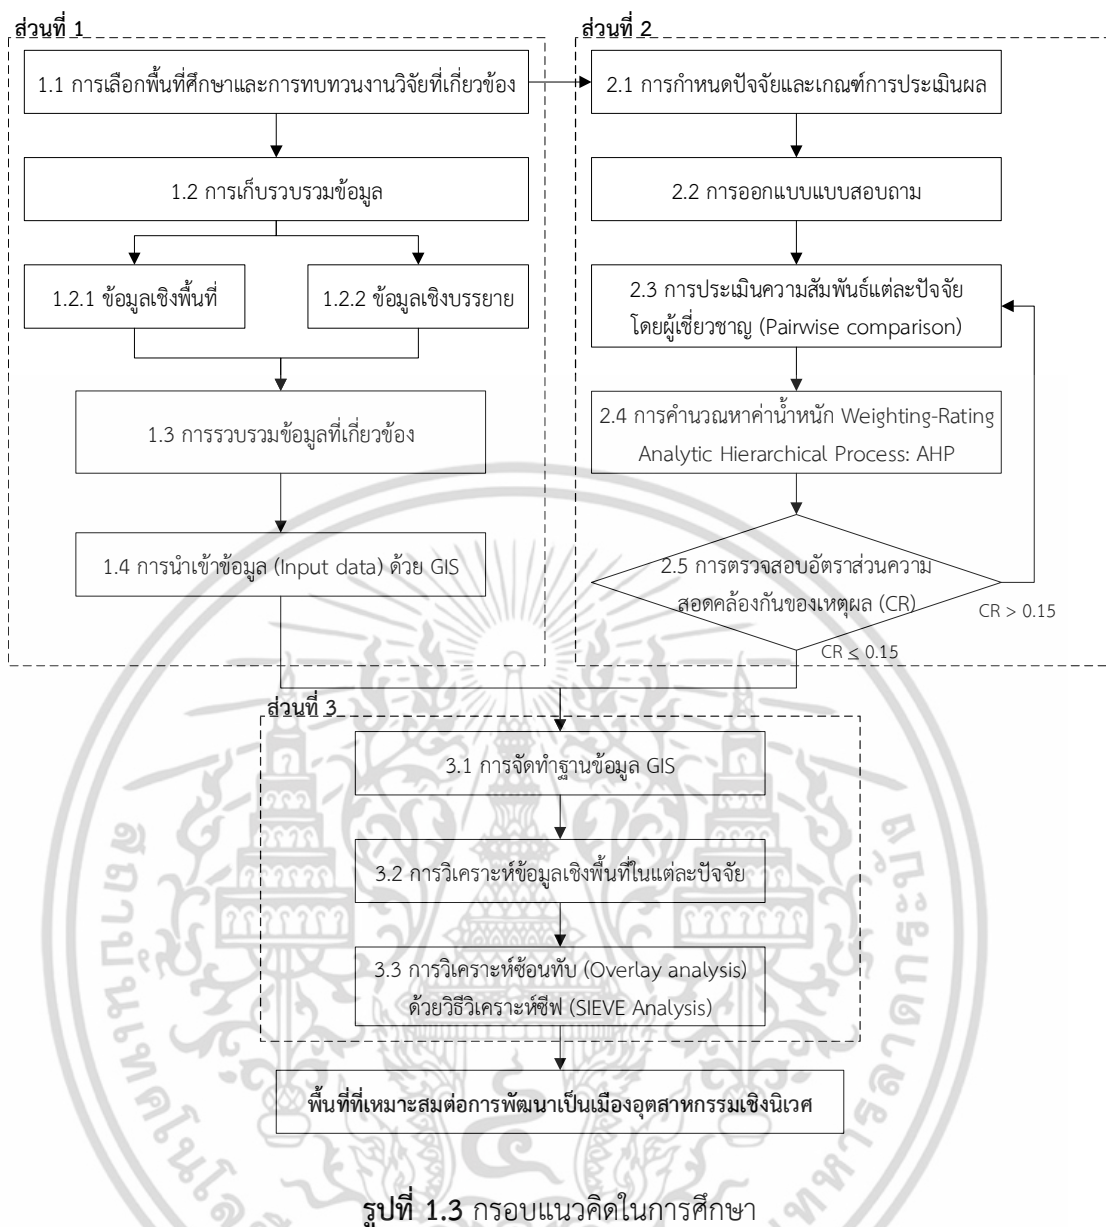 ส่วนที่ 1
1.1 การเลือกพื้นที่ศึกษาและการทบทวนงานวิจัยที่เกี่ยวข้อง
1.2 การเก็บรวบรวมข้อมูล
1.2.1 ข้อมูลเชิงพื้นที่
1.2.2 ข้อมูลเชิงบรรยาย
1.3 การรวบรวมข้อมูลที่เกี่ยวข้อง
1.4 การนำเข้าข้อมูล (Input data) ด้วย GIS
ส่วนที่ 2
2.1 การกำหนดปัจจัยและเกณฑ์การประเมินผล
2.2 การออกแบบแบบสอบถาม
2.3 การประเมินความสัมพันธ์แต่ละปัจจัย
โดยผู้เชี่ยวชาญ (Pairwise comparison)
2.4 การคำนวณหาค่าน้ำหนัก Weighting-Rating
Analytic Hierarchical Process: AHP
2.5 การตรวจสอบอัตราส่วนความ
สอดคล้องกันของเหตุผล (CR)
CR > 0.15
CR ≤ 0.15
ส่วนที่ 3
3.1 การจัดทำฐานข้อมูล GIS
3.2 การวิเคราะห์ข้อมูลเชิงพื้นที่ในแต่ละปัจจัย
3.3 การวิเคราะห์ซ้อนทับ (Overlay analysis)
ด้วยวิธีวิเคราะห์ซีฟ (SIEVE Analysis)
พื้นที่ที่เหมาะสมต่อการพัฒนาเป็นเมืองอุตสาหกรรมเชิงนิเวศ
รูปที่ 1.3 กรอบแนวคิดในการศึกษา